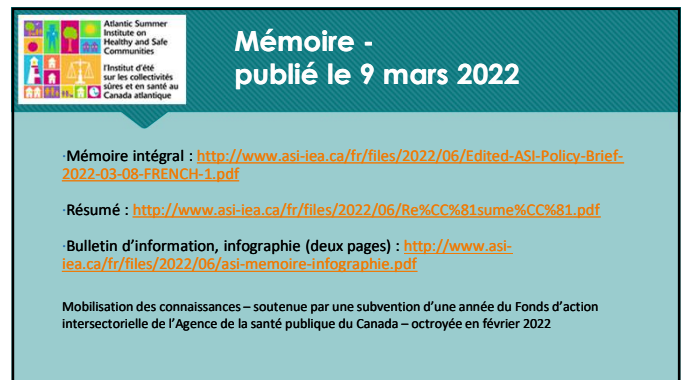 Atlantic Summer
Institute on
Healthy and Safe
Communities
l'Institut d'été
sur les collectivités
sûres et en santé au
Canada atlantique
Mémoire -
publié le 9 mars 2022
·Mémoire intégral : http://www.asi-iea.ca/fr/files/2022/06/Edited-ASI-Policy-Brief-
2022-03-08-FRENCH-1.pdf
·Résumé : http://www.asi-iea.ca/fr/files/2022/06/Re%CC%81sume%CC%81.pdf
·Bulletin d'information, infographie (deux pages) : http://www.asi-
iea.ca/fr/files/2022/06/asi-memoire-infographie.pdf
Mobilisation des connaissances – soutenue par une subvention d'une année du Fonds d'action
intersectorielle de l'Agence de la santé publique du Canada – octroyée en février 2022